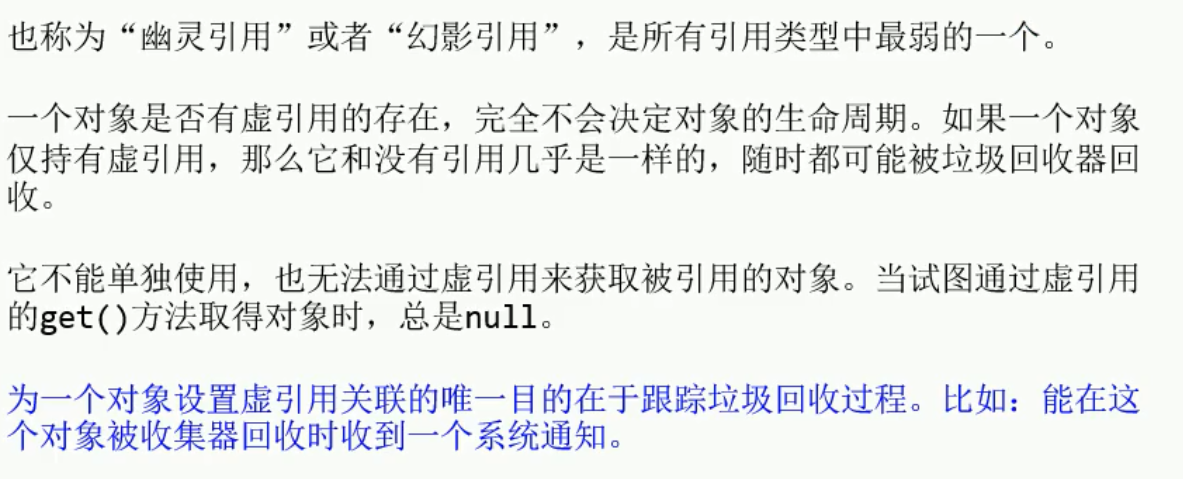 也称为“幽灵引用”或者“幻影引用”，是所有引用类型中最弱的一个。
一个对象是否有虚引用的存在，完全不会决定对象的生命周期。如果一个对象
仅持有虚引用，那么它和没有引用几乎是一样的，随时都可能被垃圾回收器回
收。
它不能单独使用，也无法通过虚引用来获取被引用的对象。当试图通过虚引用
的get()方法取得对象时，总是null。
为一个对象设置虚引用关联的唯一目的在于跟踪垃圾回收过程。比如：能在这
个对象被收集器回收时收到一个系统通知。